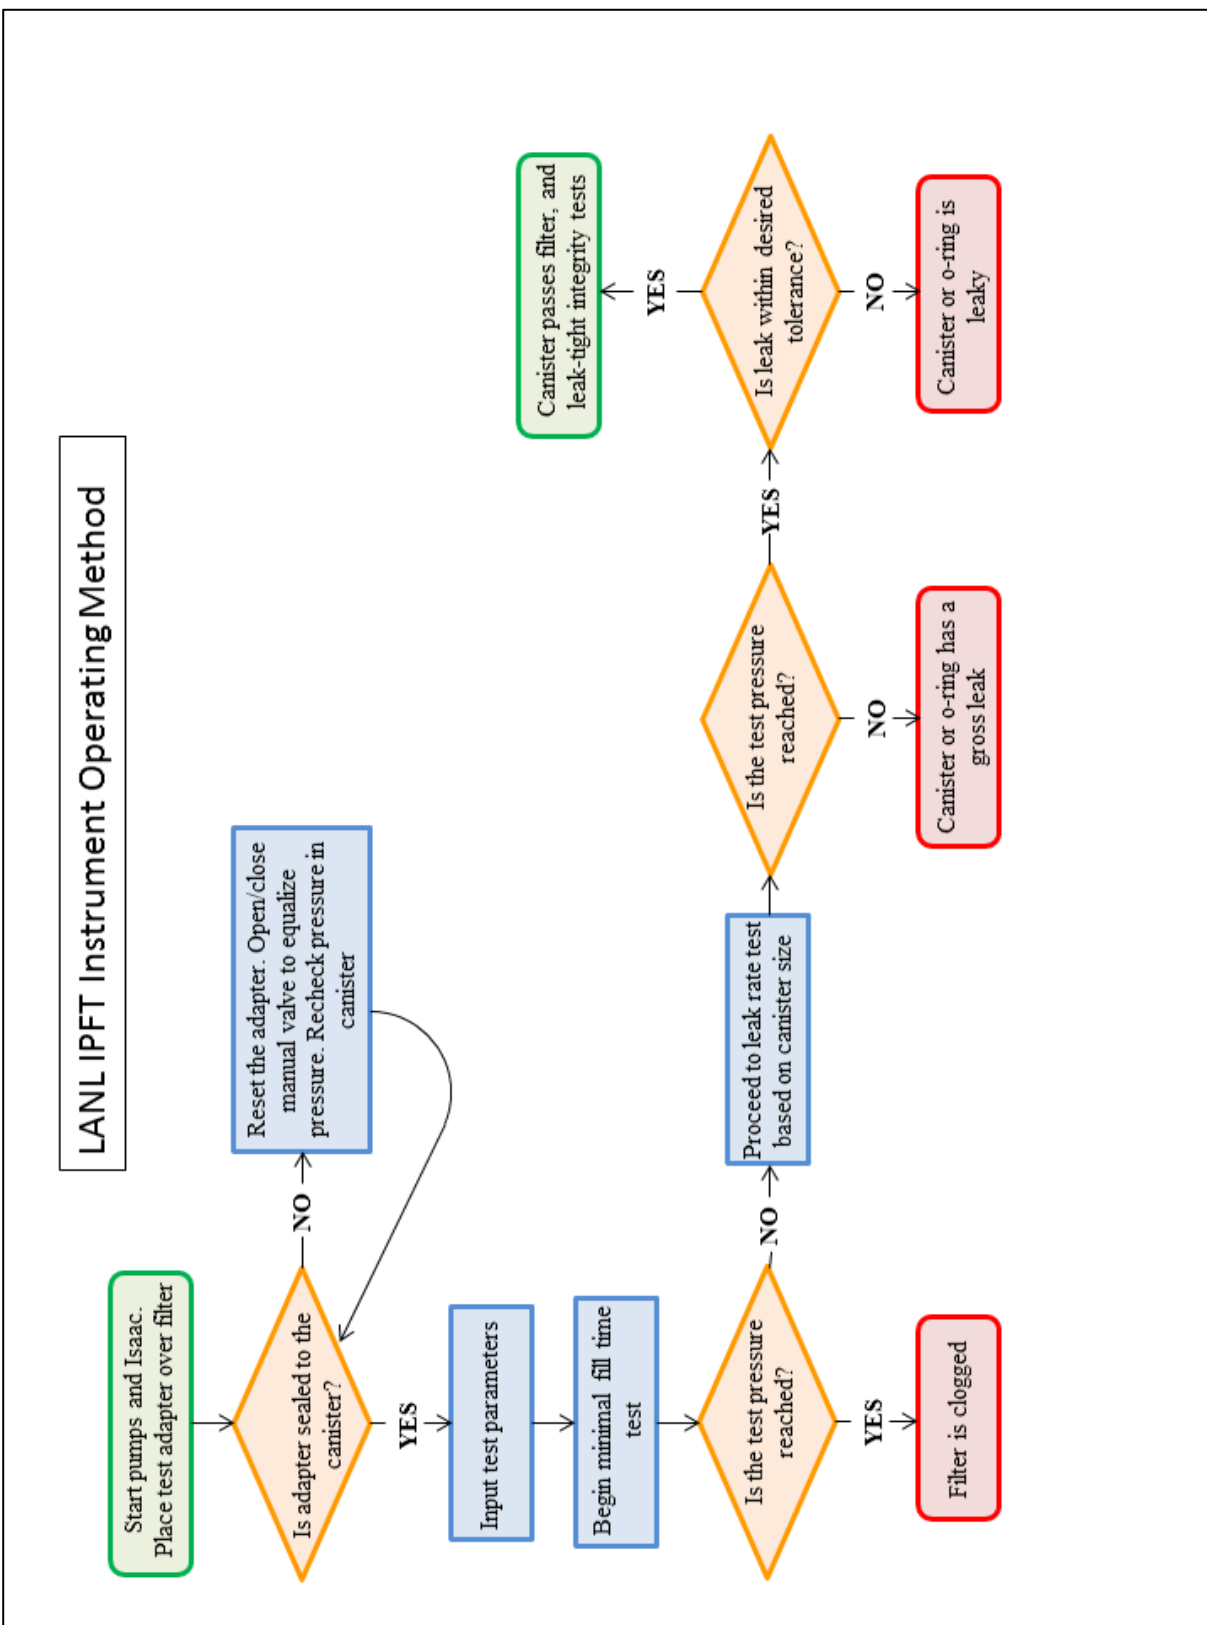 LANL IPFT Instrument Operating Method
Start pumps and Isaac.
Place test adapter over filter
Is adapter sealed to the
canister?
NO
Reset the adapter. Open/close
manual valve to equalize
pressure. Recheck pressure in
canister
YES
Input test parameters
Begin minimal fill time
test
Is the test pressure
reached?
YES
Filter is clogged
NO
Proceed to leak rate test
based on canister size
Is the test pressure
reached?
NO
Canister or o-ring has a
gross leak
YES
Is leak within desired
tolerance?
YES
Canister passes filter, and
leak-tight integrity tests
NO
Canister or o-ring is
leaky